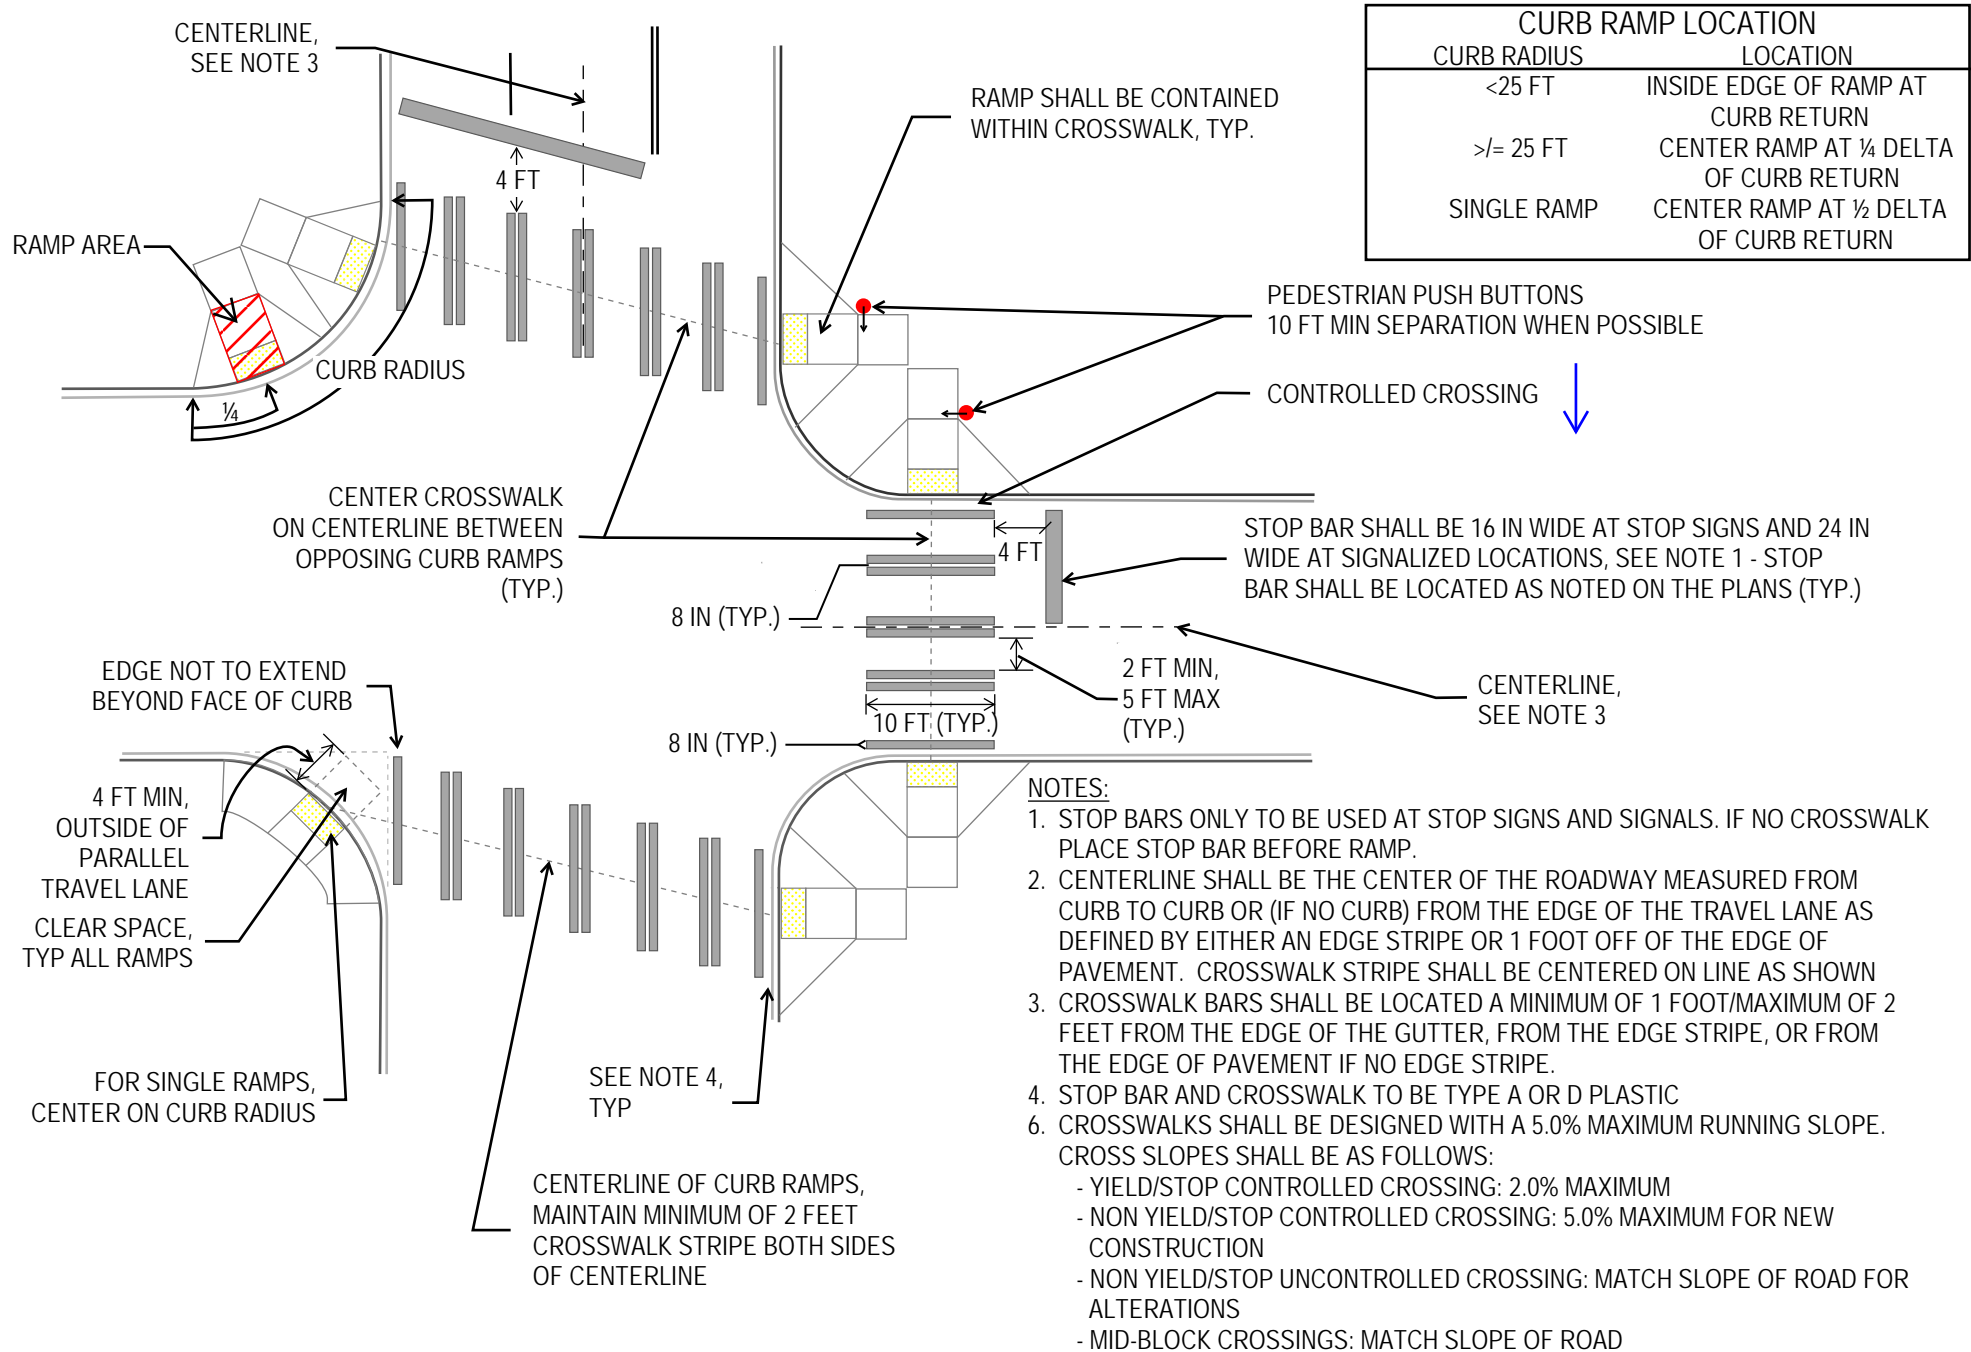 CENTERLINE,
SEE NOTE 3
CURB RAMP LOCATION
CURB RADIUS LOCATION
<25 FT INSIDE EDGE OF RAMP AT
CURB RETURN
>/= 25 FT CENTER RAMP AT ¼ DELTA
OF CURB RETURN
SINGLE RAMP CENTER RAMP AT ½ DELTA
OF CURB RETURN
RAMP SHALL BE CONTAINED
WITHIN CROSSWALK, TYP.
4 FT
RAMP AREA
PEDESTRIAN PUSH BUTTONS
10 FT MIN SEPARATION WHEN POSSIBLE
CURB RADIUS
¼
CONTROLLED CROSSING
CENTER CROSSWALK
ON CENTERLINE BETWEEN
OPPOSING CURB RAMPS
(TYP.)
4 FT
STOP BAR SHALL BE 16 IN WIDE AT STOP SIGNS AND 24 IN
WIDE AT SIGNALIZED LOCATIONS, SEE NOTE 1 - STOP
BAR SHALL BE LOCATED AS NOTED ON THE PLANS (TYP.)
8 IN (TYP.)
EDGE NOT TO EXTEND
BEYOND FACE OF CURB
2 FT MIN,
5 FT MAX
(TYP.)
CENTERLINE,
SEE NOTE 3
10 FT (TYP.)
8 IN (TYP.)
4 FT MIN,
OUTSIDE OF
PARALLEL
TRAVEL LANE
CLEAR SPACE,
TYP ALL RAMPS
FOR SINGLE RAMPS,
CENTER ON CURB RADIUS
SEE NOTE 4,
TYP
CENTERLINE OF CURB RAMPS,
MAINTAIN MINIMUM OF 2 FEET
CROSSWALK STRIPE BOTH SIDES
OF CENTERLINE
NOTES:
1. STOP BARS ONLY TO BE USED AT STOP SIGNS AND SIGNALS. IF NO CROSSWALK
PLACE STOP BAR BEFORE RAMP.
2. CENTERLINE SHALL BE THE CENTER OF THE ROADWAY MEASURED FROM
CURB TO CURB OR (IF NO CURB) FROM THE EDGE OF THE TRAVEL LANE AS
DEFINED BY EITHER AN EDGE STRIPE OR 1 FOOT OFF OF THE EDGE OF
PAVEMENT. CROSSWALK STRIPE SHALL BE CENTERED ON LINE AS SHOWN
3. CROSSWALK BARS SHALL BE LOCATED A MINIMUM OF 1 FOOT/MAXIMUM OF 2
FEET FROM THE EDGE OF THE GUTTER, FROM THE EDGE STRIPE, OR FROM
THE EDGE OF PAVEMENT IF NO EDGE STRIPE.
4. STOP BAR AND CROSSWALK TO BE TYPE A OR D PLASTIC
6. CROSSWALKS SHALL BE DESIGNED WITH A 5.0% MAXIMUM RUNNING SLOPE.
CROSS SLOPES SHALL BE AS FOLLOWS:
- YIELD/STOP CONTROLLED CROSSING: 2.0% MAXIMUM
- NON YIELD/STOP CONTROLLED CROSSING: 5.0% MAXIMUM FOR NEW
CONSTRUCTION
- NON YIELD/STOP UNCONTROLLED CROSSING: MATCH SLOPE OF ROAD FOR
ALTERATIONS
- MID-BLOCK CROSSINGS: MATCH SLOPE OF ROAD